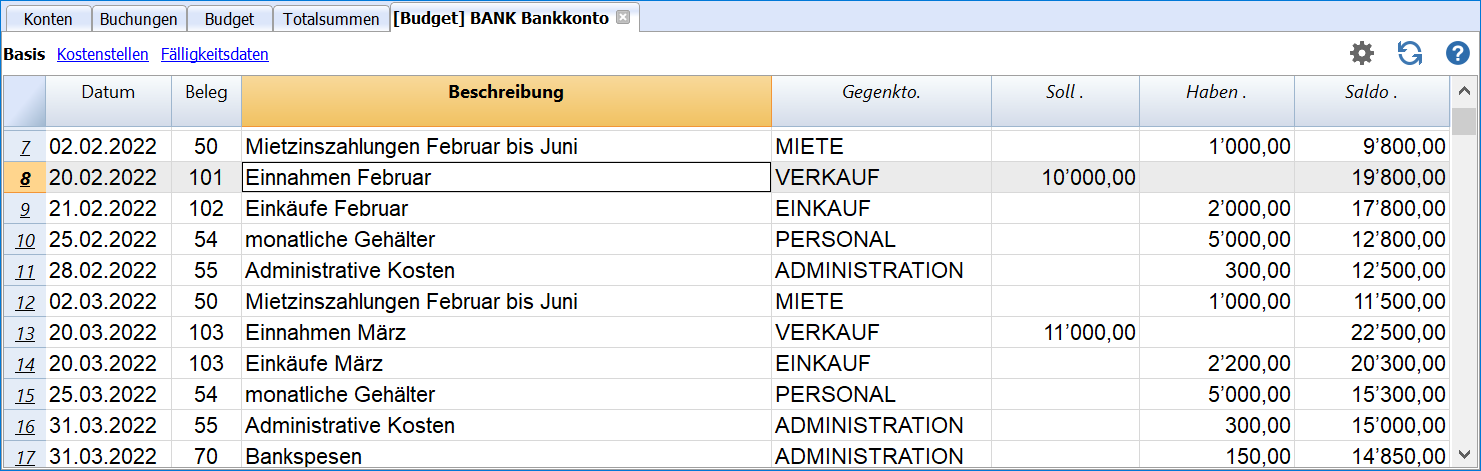 Konten Buchungen Budget Totalsummen [Budget] BANK Bankkonto
Basis Kostenstellen Fälligkeitsdaten
Datum Beleg Beschreibung Gegenkto. Soll . Haben . Saldo .
7 02.02.2022 50 Mietzinszahlungen Februar bis Juni MIETE 1’000,00 9’800,00
8 20.02.2022 101 Einnahmen Februar VERKAUF 10’000,00 19’800,00
9 21.02.2022 102 Einkäufe Februar EINKAUF 2’000,00 17’800,00
10 25.02.2022 54 monatliche Gehälter PERSONAL 5’000,00 12’800,00
11 28.02.2022 55 Administrative Kosten ADMINISTRATION 300,00 12’500,00
12 02.03.2022 50 Mietzinszahlungen Februar bis Juni MIETE 1’000,00 11’500,00
13 20.03.2022 103 Einnahmen März VERKAUF 11’000,00 22’500,00
14 20.03.2022 103 Einkäufe März EINKAUF 2’200,00 20’300,00
15 25.03.2022 54 monatliche Gehälter PERSONAL 5’000,00 15’300,00
16 31.03.2022 55 Administrative Kosten ADMINISTRATION 300,00 15’000,00
17 31.03.2022 70 Bankspesen ADMINISTRATION 150,00 14’850,00